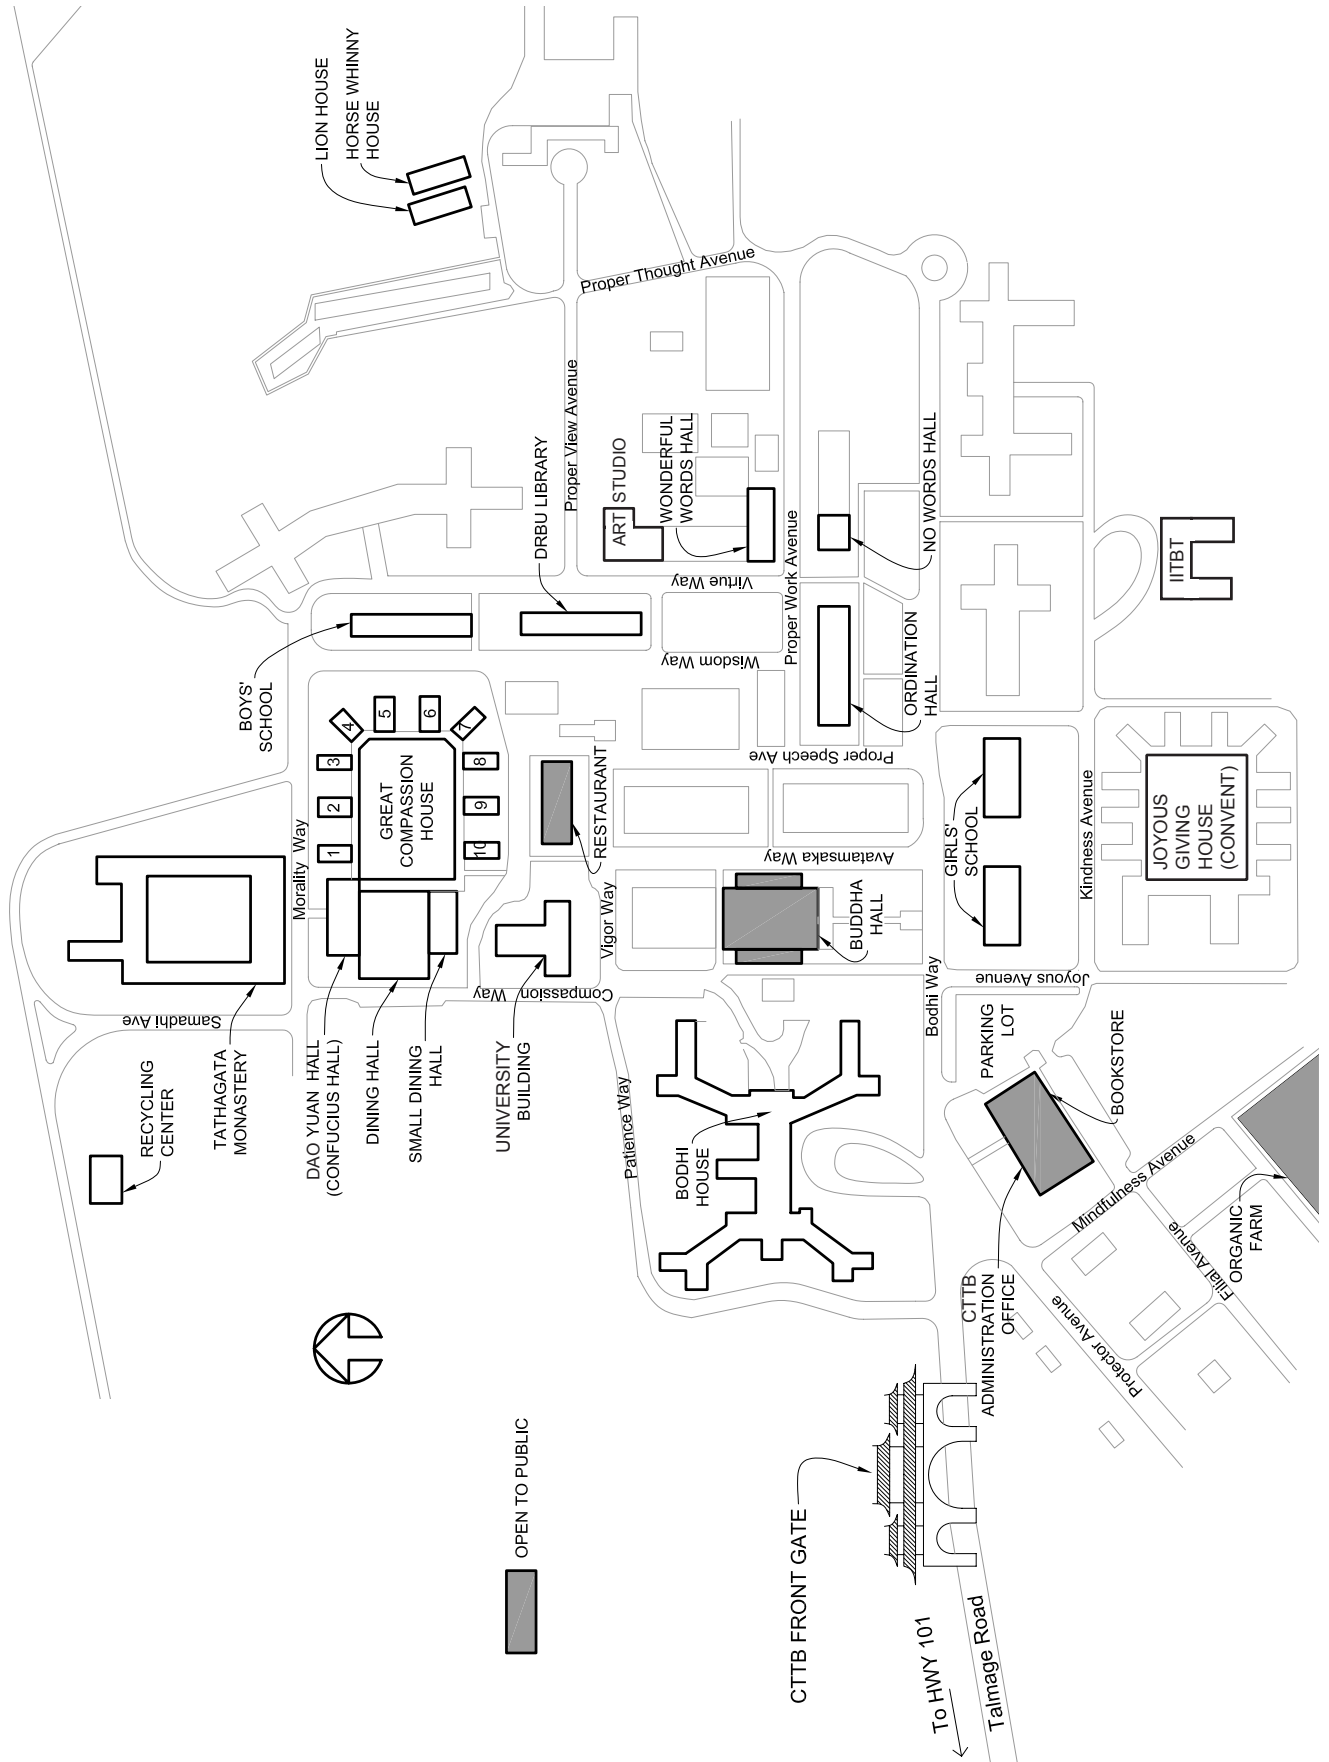 LION HOUSE
HORSE WHINNY
HOUSE
Proper Thought Avenue
Proper View Avenue
DRBU LIBRARY
ART STUDIO
WONDERFUL
WORDS HALL
NO WORDS HALL
Virtue Way
Proper Work Avenue
IITBT
BOYS'
SCHOOL
Wisdom Way
ORDINATION
HALL
Proper Speech Ave
1
2
3
4
5
6
7
8
9
10
GREAT
COMPASSION
HOUSE
Morality Way
RESTAURANT
Avatamsaka Way
GIRLS'
SCHOOL
Kindness Avenue
JOYOUS
GIVING
HOUSE
(CONVENT)
Vigor Way
BUDDHA
HALL
Samadhi Ave
Compassion
Way
Bodhi Way
Joyous Avenue
RECYCLING
CENTER
TATHAGATA
MONASTERY
DAO YUAN HALL
(CONFUCIUS HALL)
DINING HALL
SMALL DINING
HALL
UNIVERSITY
BUILDING
Patience Way
BODHI
HOUSE
PARKING
LOT
BOOKSTORE
Mindfulness Avenue
Filial Avenue
ORGANIC
FARM
CTTB
ADMINISTRATION
OFFICE
Protector Avenue
OPEN TO PUBLIC
CTTB FRONT GATE
To HWY 101
Talmage Road